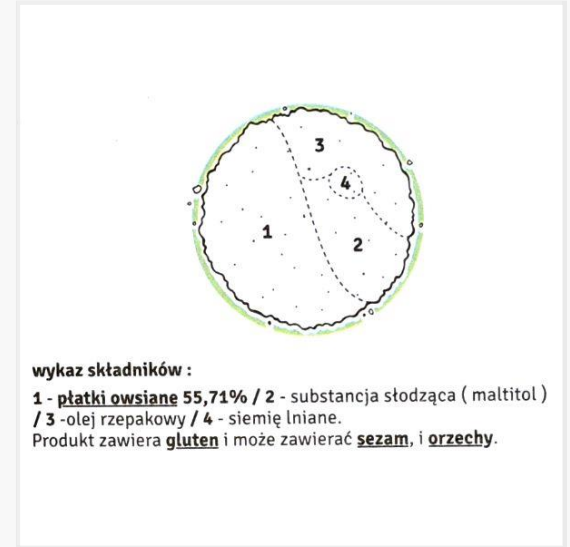 3
4
1
2
wykaz składników :
1 - płatki owsiane 55,71% / 2 - substancja słodząca ( maltitol )
/ 3 -olej rzepakowy / 4 - siemię lniane.
Produkt zawiera gluten i może zawierać sezam, i orzechy.